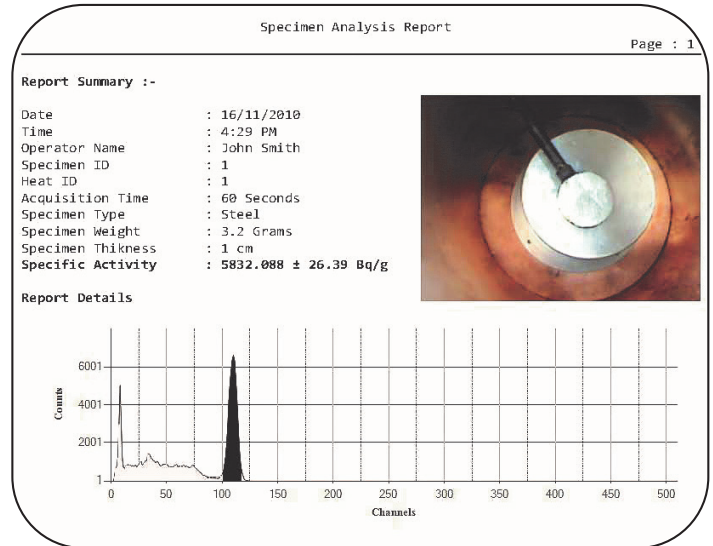 Specimen Analysis Report
Page : 1
Report Summary :-
Date : 16/11/2010
Time : 4:29 PM
Operator Name : John Smith
Specimen ID : 1
Heat ID : 1
Acquisition Time : 60 Seconds
Specimen Type : Steel
Specimen Weight : 3.2 Grams
Specimen Thikness : 1 cm
Specific Activity : 5832.088 ± 26.39 Bq/g
Report Details
6001
4001
2001
1
Counts
0 50 100 150 200 250 300 350 400 450 500
Channels